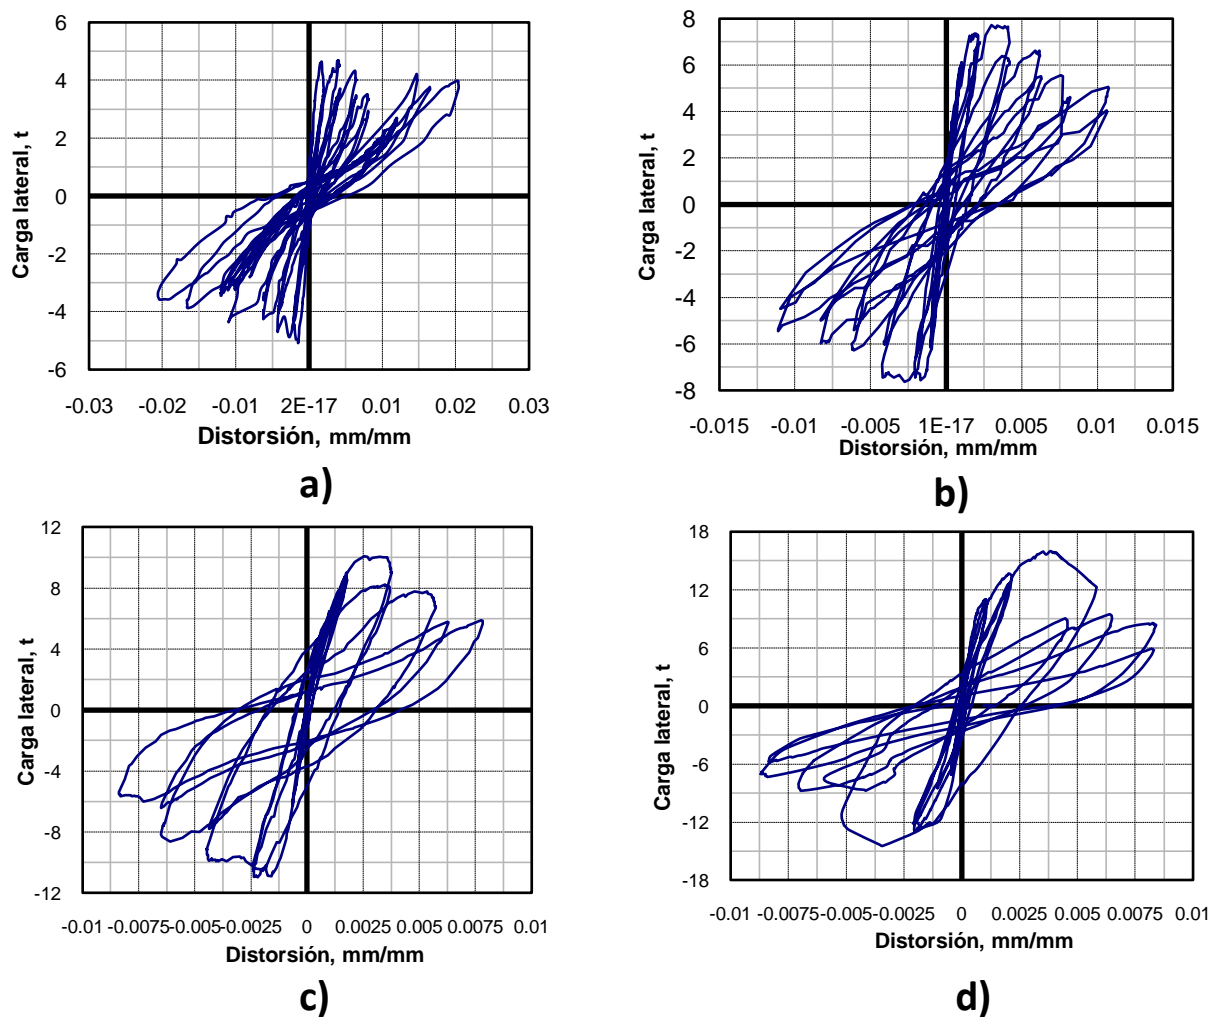 6
4
2
0
-2
-4
-6
Carga lateral, t
-0.03 -0.02 -0.01 2E-17 0.01 0.02 0.03
Distorsión, mm/mm
a)
8
6
4
2
0
-2
-4
-6
-8
Carga lateral, t
-0.015 -0.01 -0.005 1E-17 0.005 0.01 0.015
Distorsión, mm/mm
b)
12
8
4
0
-4
-8
-12
Carga lateral, t
-0.01 -0.0075 -0.005 -0.0025 0 0.0025 0.005 0.0075 0.01
Distorsión, mm/mm
c)
18
12
6
0
-6
-12
-18
Carga lateral, t
-0.01 -0.0075 -0.005 -0.0025 0 0.0025 0.005 0.0075 0.01
Distorsión, mm/mm
d)